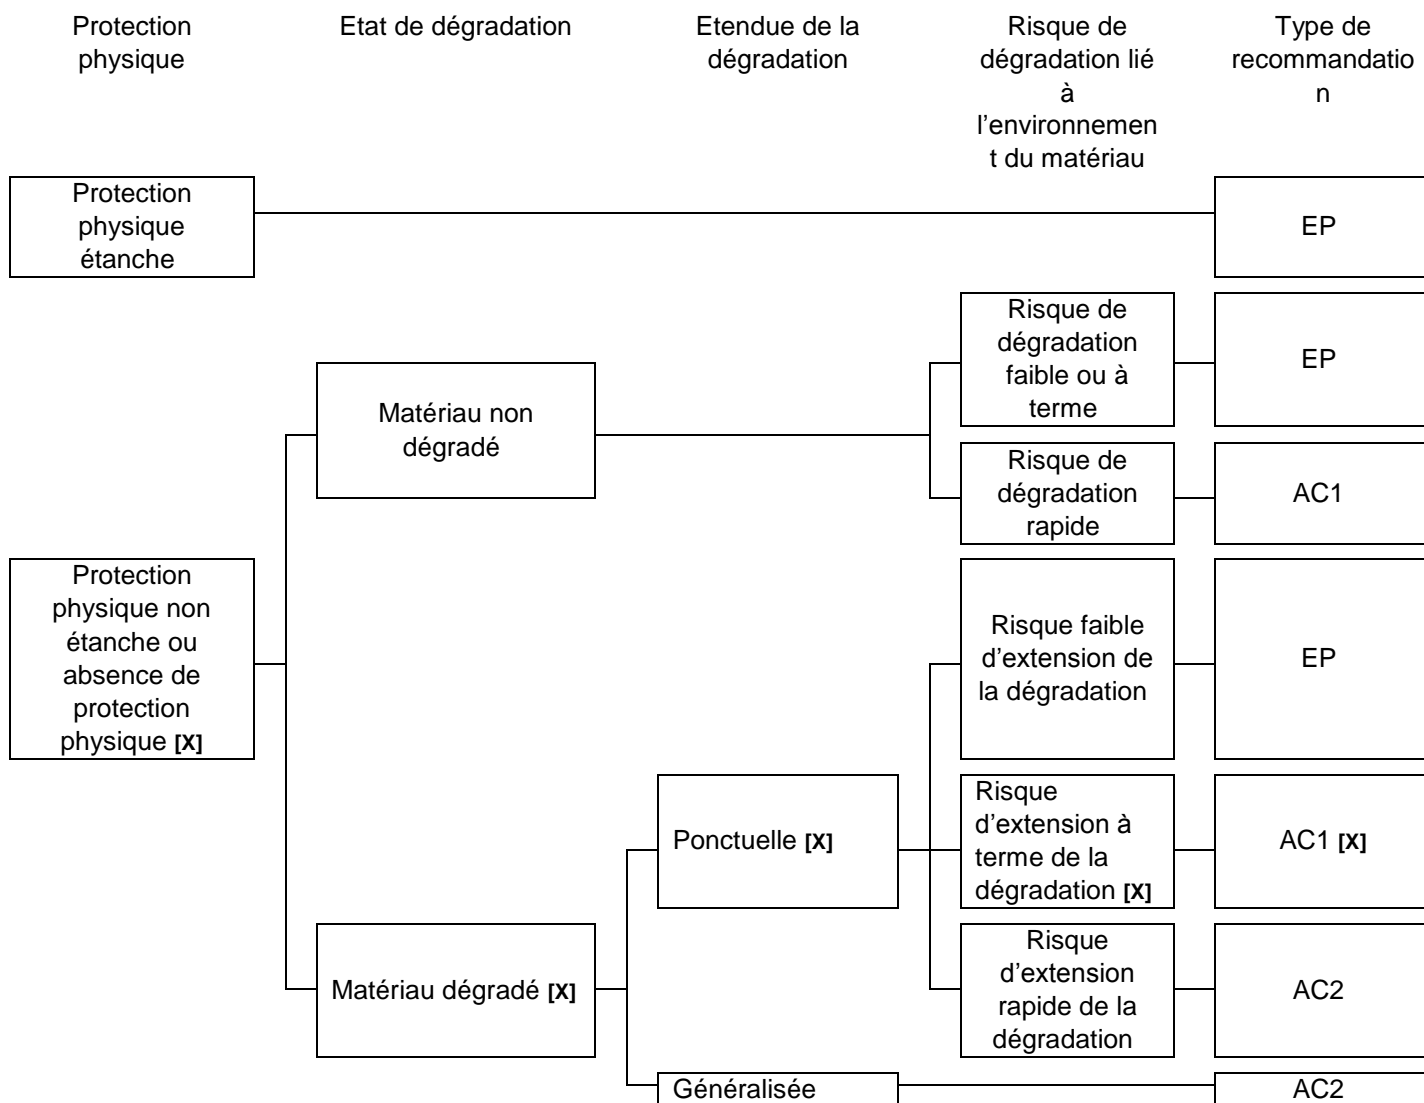 Protection
physique
Etat de dégradation
Etendue de la
dégradation
Risque de
dégradation lié
à
l’environnemen
t du matériau
Type de
recommandatio
n
Protection
physique
étanche
EP
Risque de
dégradation
faible ou à
terme
EP
Matériau non
dégradé
Risque de
dégradation
rapide
AC1
Protection
physique non
étanche ou
absence de
protection
physique [X]
Risque faible
d’extension de
la dégradation
EP
Ponctuelle [X]
Risque
d’extension à
terme de la
dégradation [X]
AC1 [X]
Matériau dégradé [X]
Risque
d’extension
rapide de la
dégradation
AC2
Généralisée
AC2